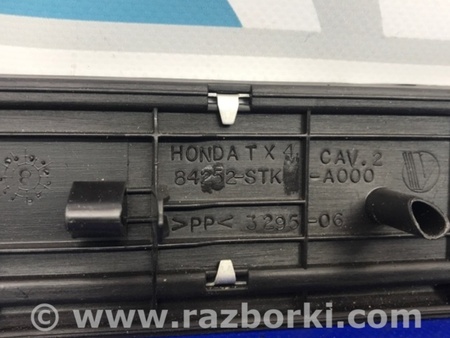 HONDA T X 4 CAV. 2
84252-STK -A000
>PP< 3295-06
© www.razborki.com